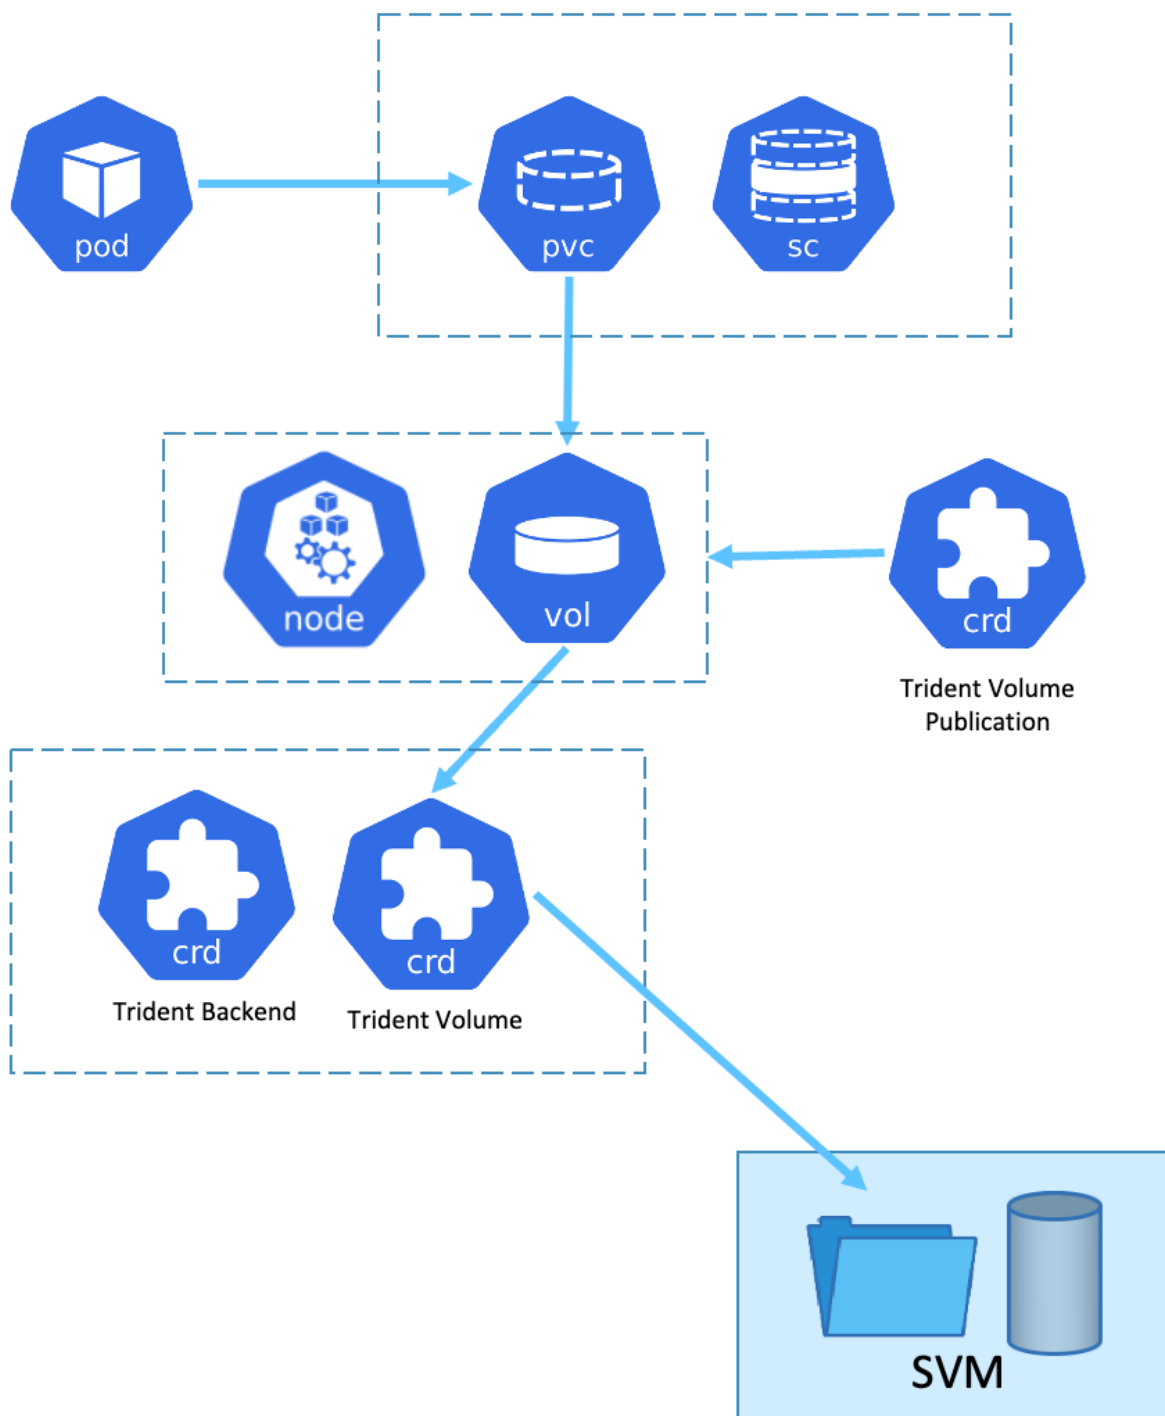 pod
pvc
sc
node
vol
crd
Trident Volume
Publication
crd
Trident Backend
crd
Trident Volume
SVM